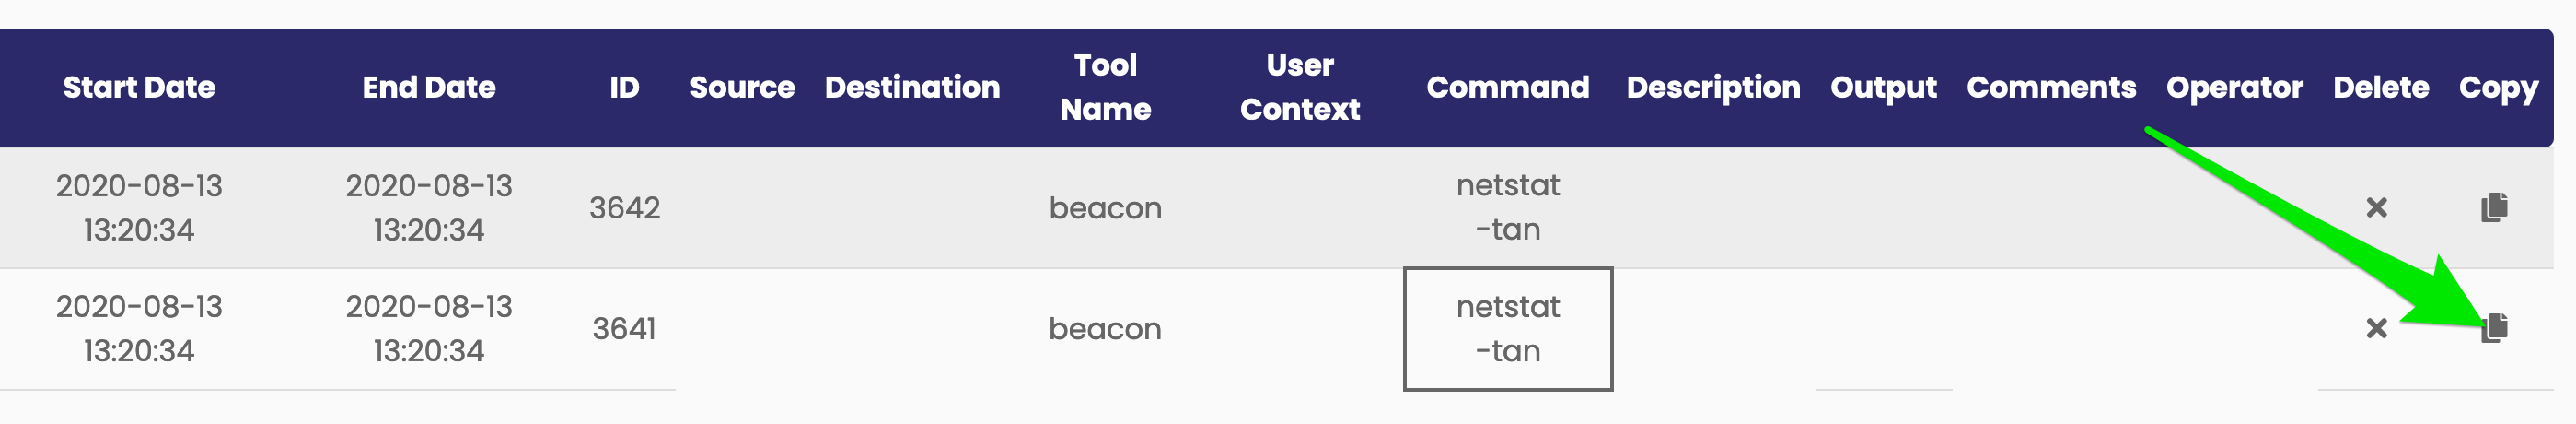 Start Date End Date ID Source Destination Tool Name User Context Command Description Output Comments Operator Delete Copy
2020-08-13 13:20:34 2020-08-13 13:20:34 3642 beacon netstat -tan
2020-08-13 13:20:34 2020-08-13 13:20:34 3641 beacon netstat -tan